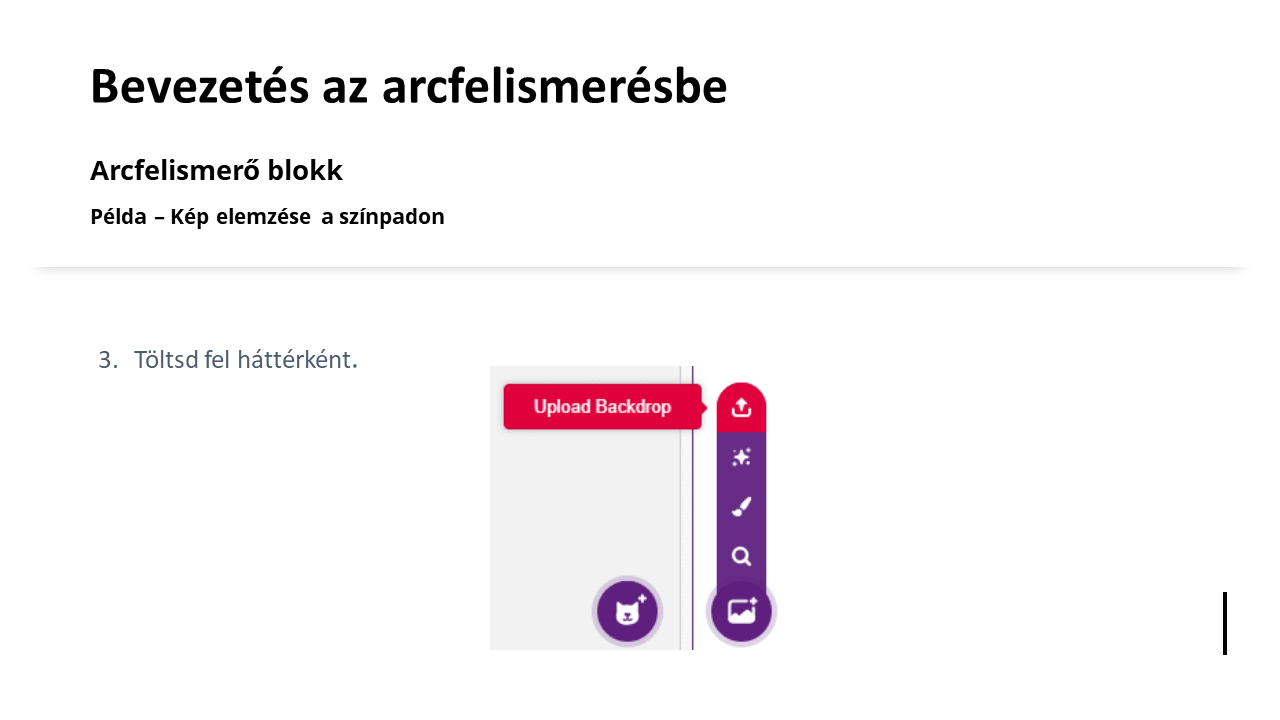 Bevezetés az arcfelismerésbe
Arcfelismerő blokk
Példa – Kép elemzése a színpadon
3. Töltsd fel háttérként.
Upload Backdrop